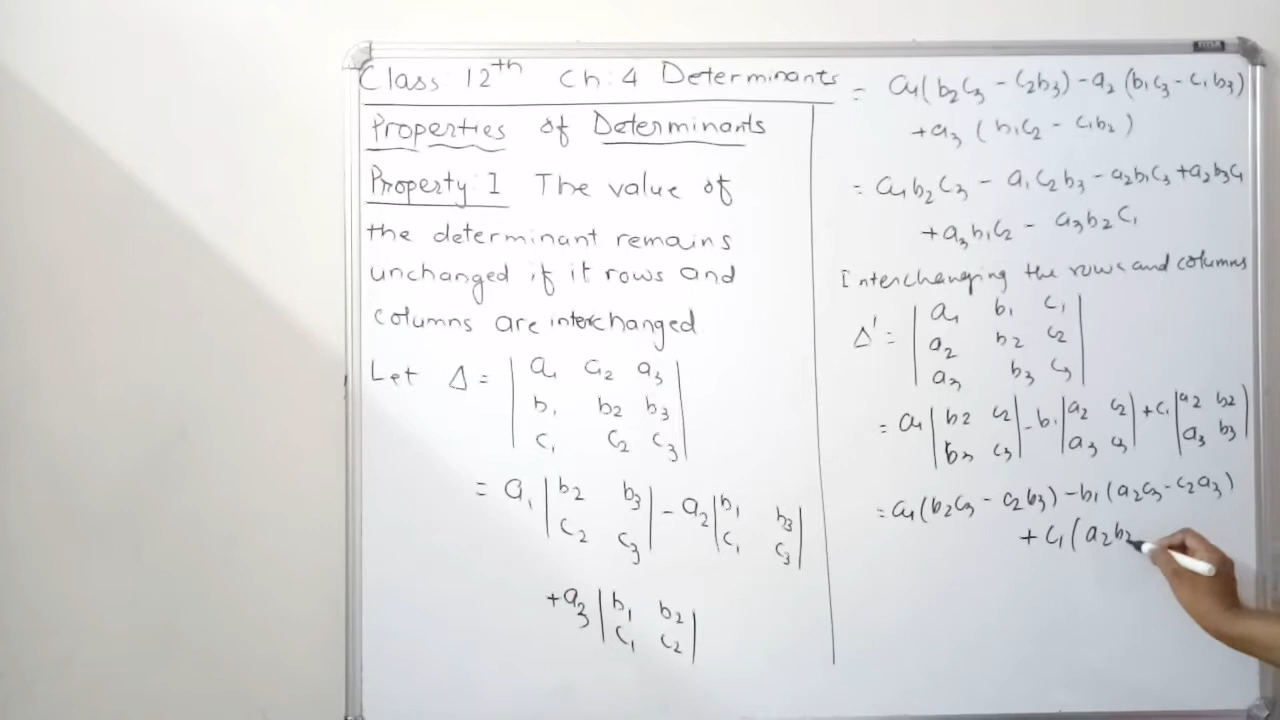 Class 12th Ch:4 Determinants
Properties of Determinants
Property 1 The value of
the determinant remains
unchanged if it rows and
columns are interchanged
Let Δ = | a₁ a₂ a₃ |
| b₁ b₂ b₃ |
| c₁ c₂ c₃ |
= a₁ | b₂ b₃ | - a₂ | b₁ b₃ |
| c₂ c₃ | | c₁ c₃ |
+a₃ | b₁ b₂ |
| c₁ c₂ |
= a₁(b₂c₃ - c₂b₃) - a₂(b₁c₃ - c₁b₃)
+a₃(b₁c₂ - c₁b₂)
= a₁b₂c₃ - a₁c₂b₃ - a₂b₁c₃ + a₂b₃c₁
+a₃b₁c₂ - a₃b₂c₁
Interchanging the rows and columns
Δ' = | a₁ b₁ c₁ |
| a₂ b₂ c₂ |
| a₃ b₃ c₃ |
= a₁ | b₂ c₂ | - b₁ | a₂ c₂ | + c₁ | a₂ b₂ |
| b₃ c₃ | | a₃ c₃ | | a₃ b₃ |
= a₁(b₂c₃ - c₂b₃) - b₁(a₂c₃ - c₂a₃)
+ c₁(a₂b₂